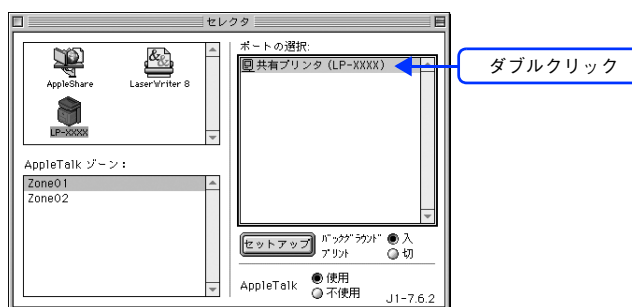 セレクタ
AppleShare
LaserWriter 8
LP-XXXX
AppleTalk ゾーン：
Zone01
Zone02
ポートの選択:
共有プリンタ (LP-XXXX)
ダブルクリック
セットアップ
ﾊﾞｯｸｸﾞﾗｳﾝﾄﾞ
ﾌﾟﾘﾝﾄ
入
切
AppleTalk
使用
不使用
J1-7.6.2